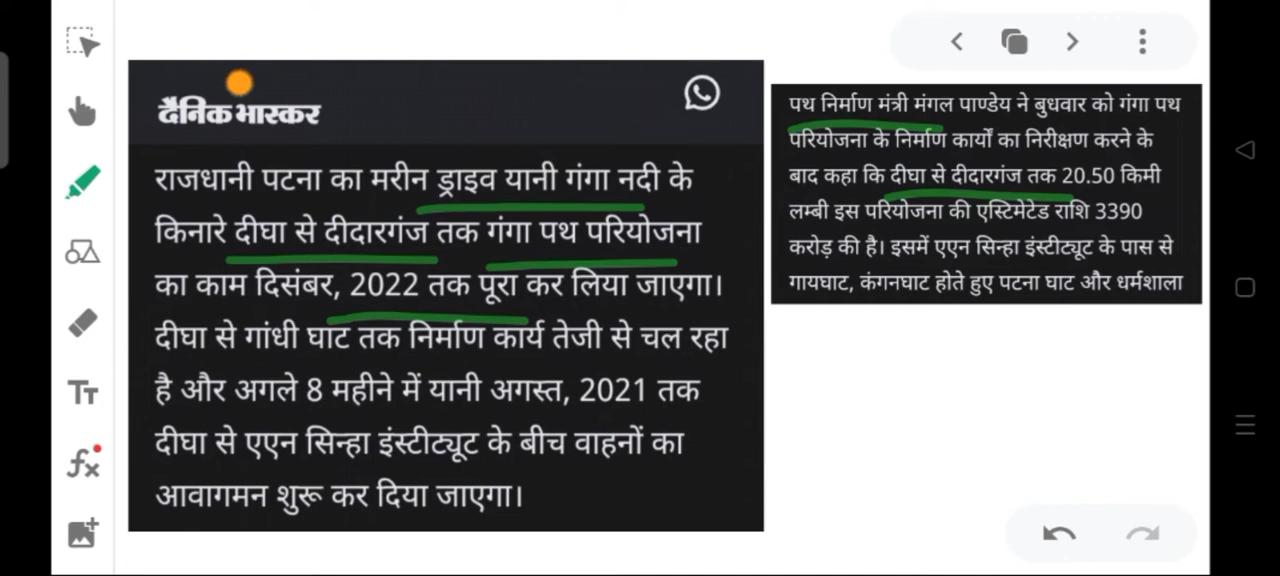 दैनिक भास्कर
राजधानी पटना का मरीन ड्राइव यानी गंगा नदी के
किनारे दीघा से दीदारगंज तक गंगा पथ परियोजना
का काम दिसंबर, 2022 तक पूरा कर लिया जाएगा।
दीघा से गांधी घाट तक निर्माण कार्य तेजी से चल रहा
है और अगले 8 महीने में यानी अगस्त, 2021 तक
दीघा से एएन सिन्हा इंस्टीट्यूट के बीच वाहनों का
आवागमन शुरू कर दिया जाएगा।
पथ निर्माण मंत्री मंगल पाण्डेय ने बुधवार को गंगा पथ
परियोजना के निर्माण कार्यों का निरीक्षण करने के
बाद कहा कि दीघा से दीदारगंज तक 20.50 किमी
लम्बी इस परियोजना की एस्टिमेटेड राशि 3390
करोड़ की है। इसमें एएन सिन्हा इंस्टीट्यूट के पास से
गायघाट, कंगनघाट होते हुए पटना घाट और धर्मशाला
TT
fx